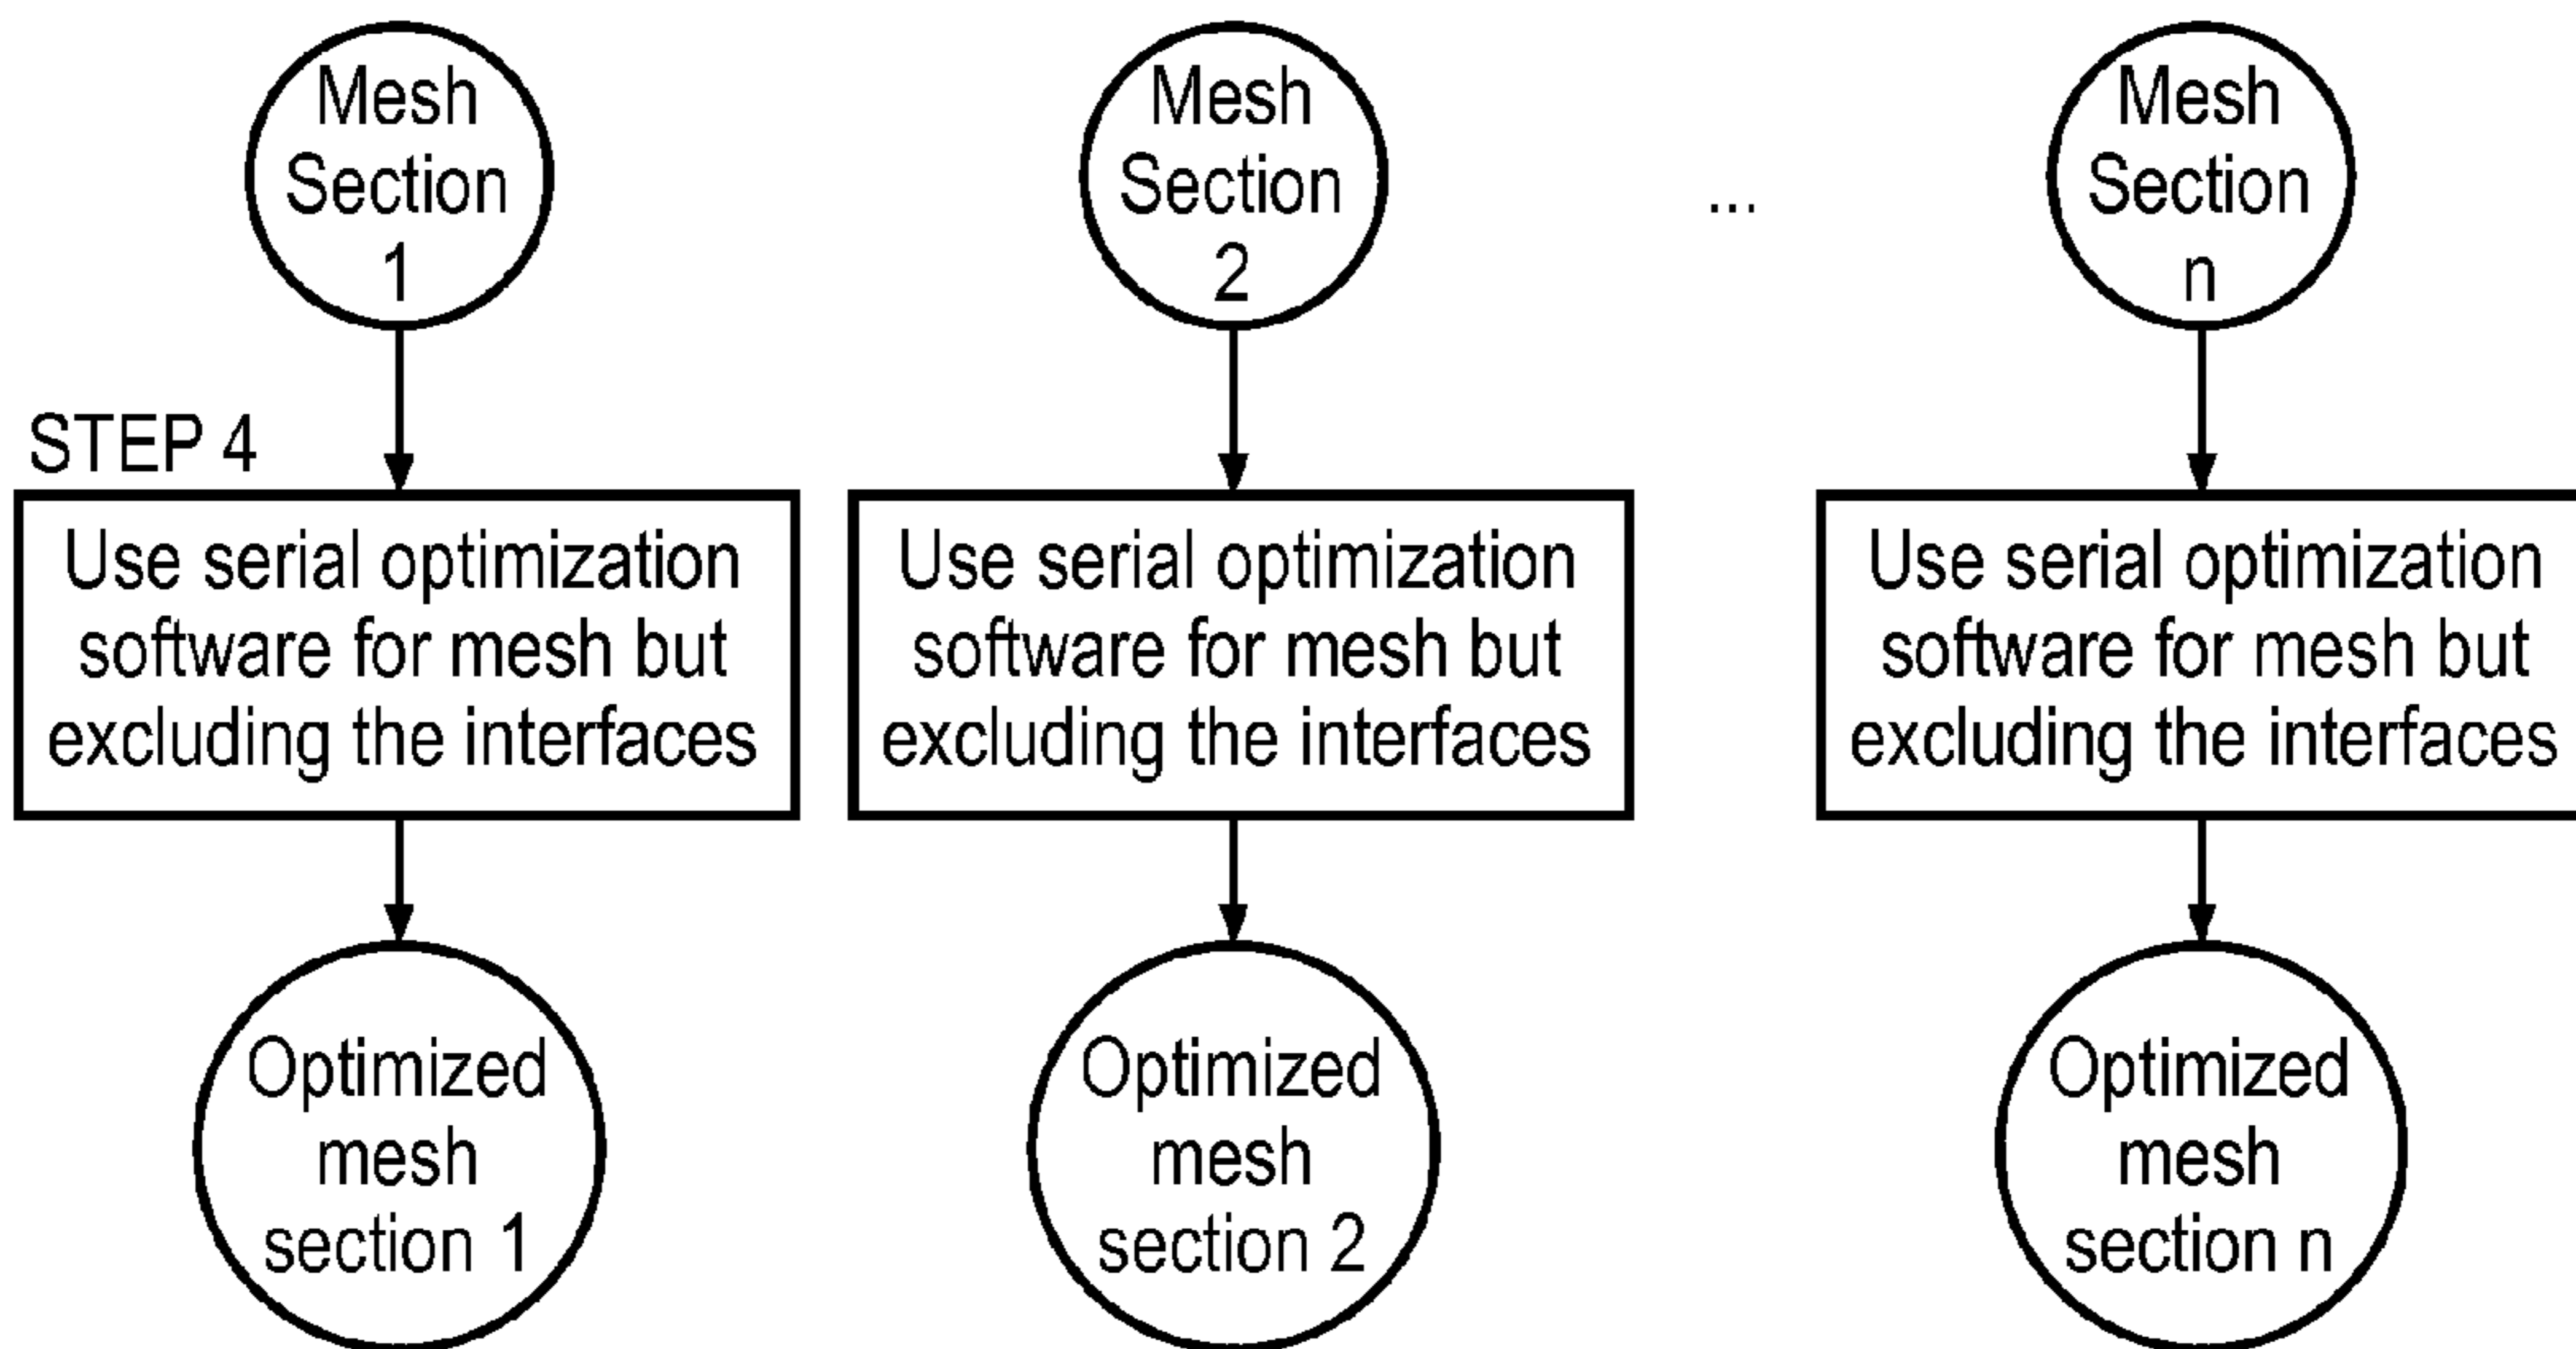 Mesh
Section
1
Mesh
Section
2
...
Mesh
Section
n
STEP 4
Use serial optimization
software for mesh but
excluding the interfaces
Use serial optimization
software for mesh but
excluding the interfaces
Use serial optimization
software for mesh but
excluding the interfaces
Optimized
mesh
section 1
Optimized
mesh
section 2
Optimized
mesh
section n